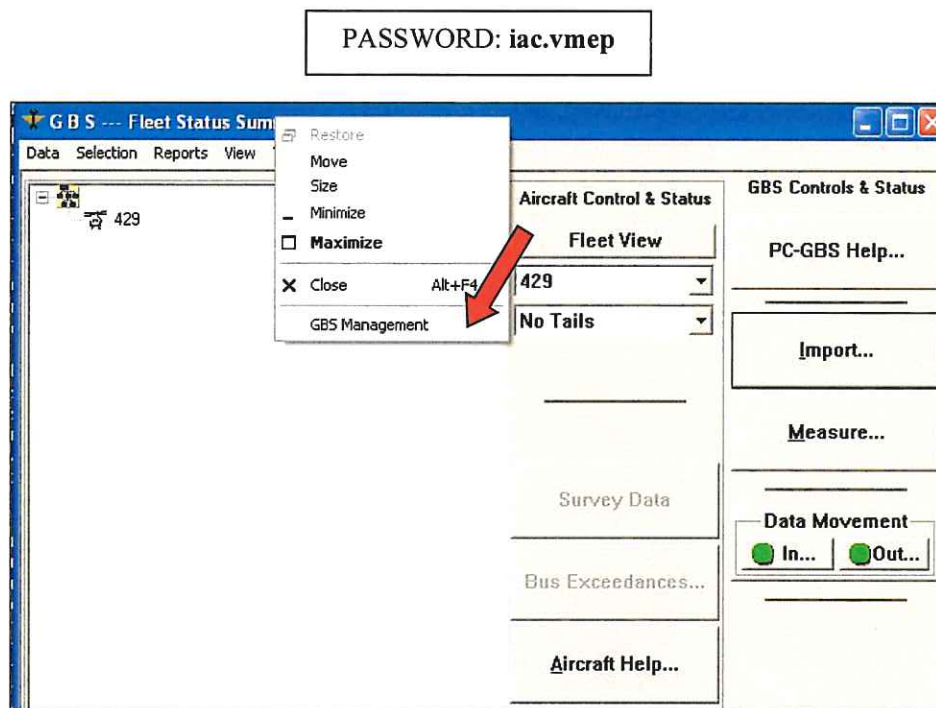 PASSWORD: iac.vmep
G B S --- Fleet Status Sum
Data Selection Reports View
Restore
Move
Size
Minimize
Maximize
Close Alt+F4
GBS Management
429
Aircraft Control & Status
Fleet View
429
No Tails
Survey Data
Bus Exceedances...
Aircraft Help...
GBS Controls & Status
PC-GBS Help...
Import...
Measure...
Data Movement
In... Out...